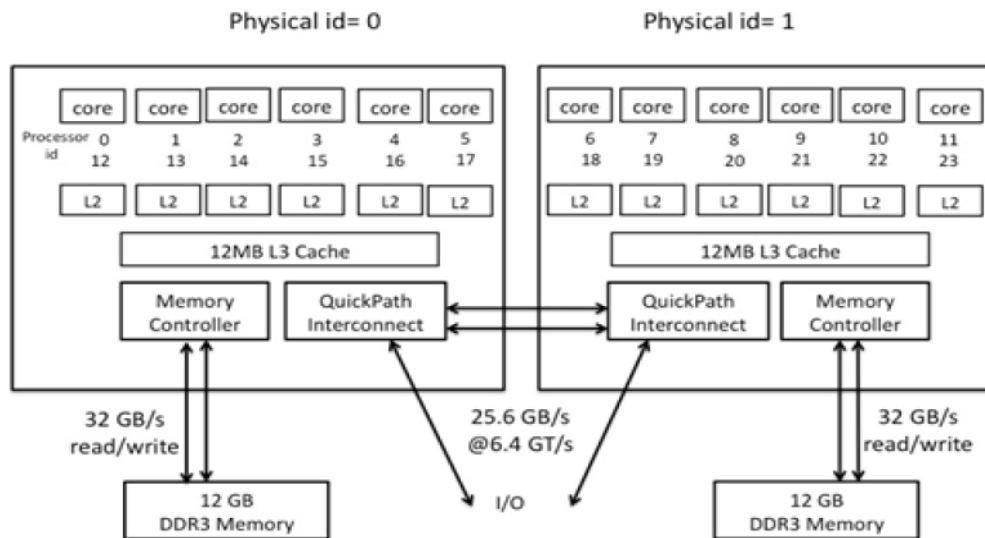 Physical id= 0
Physical id= 1
core core core core core core
core core core core core core
Processor id
0 1 2 3 4 5
12 13 14 15 16 17
6 7 8 9 10 11
18 19 20 21 22 23
L2 L2 L2 L2 L2 L2
L2 L2 L2 L2 L2 L2
12MB L3 Cache
12MB L3 Cache
Memory
Controller
QuickPath
Interconnect
QuickPath
Interconnect
Memory
Controller
32 GB/s
read/write
25.6 GB/s
@6.4 GT/s
32 GB/s
read/write
12 GB
DDR3 Memory
I/O
12 GB
DDR3 Memory